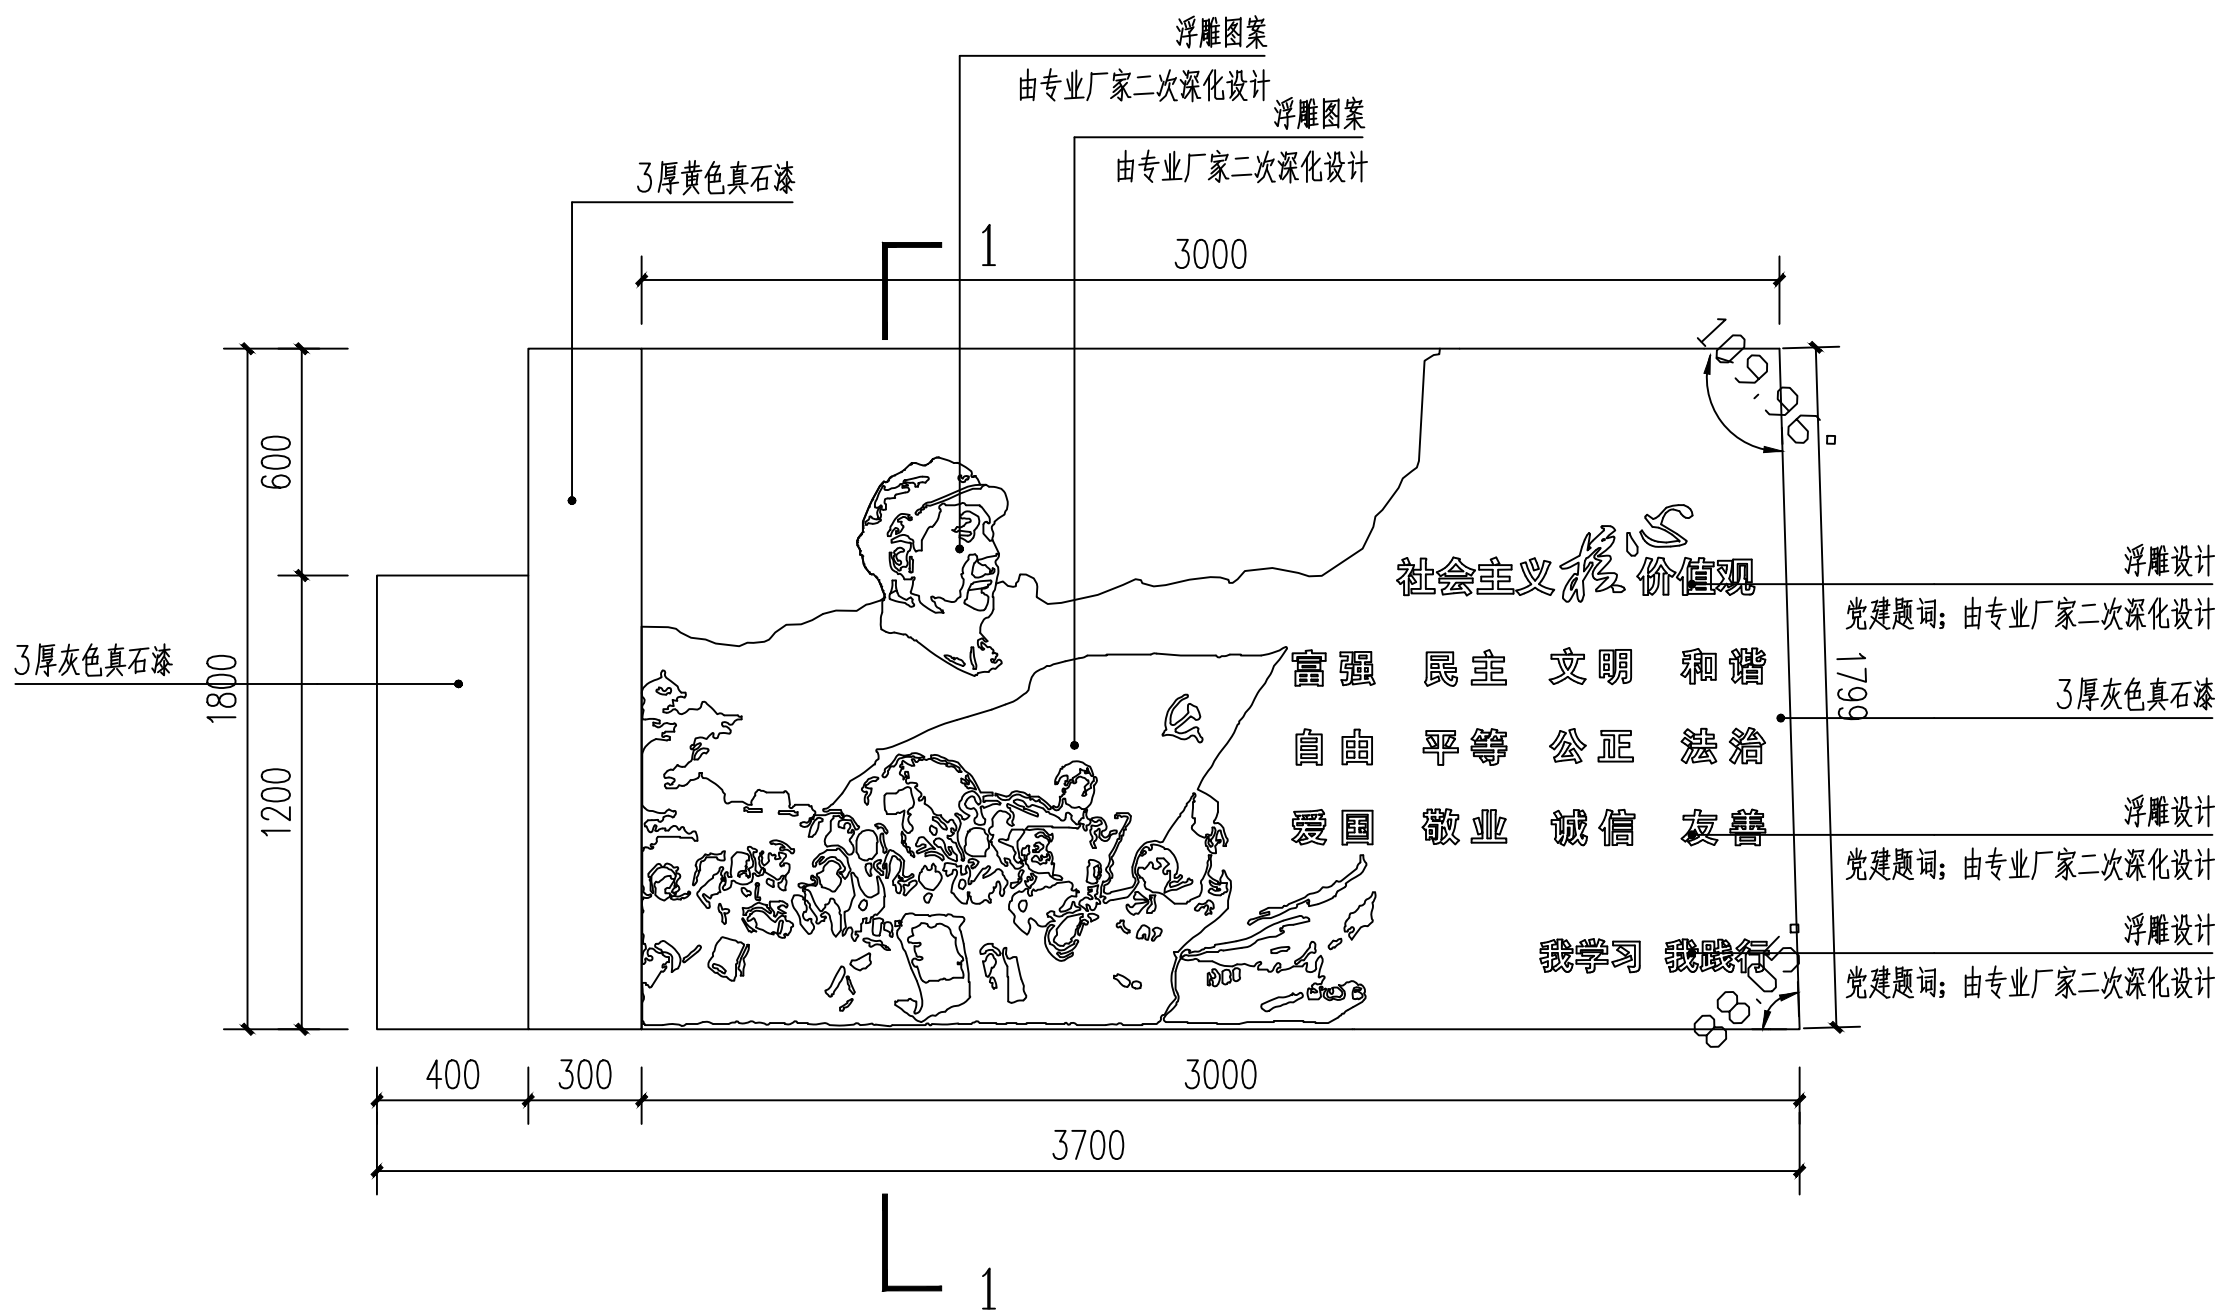 浮雕图案
由专业厂家二次深化设计
浮雕图案
由专业厂家二次深化设计
3厚黄色真石漆
1
3000
600
1800
1200
3厚灰色真石漆
社会主义核心价值观
富强 民主 文明 和谐
自由 平等 公正 法治
爱国 敬业 诚信 友善
我学习 我践行
浮雕设计
党建题词；由专业厂家二次深化设计
1799
3厚灰色真石漆
浮雕设计
党建题词；由专业厂家二次深化设计
浮雕设计
党建题词；由专业厂家二次深化设计
400
300
3000
3700
1